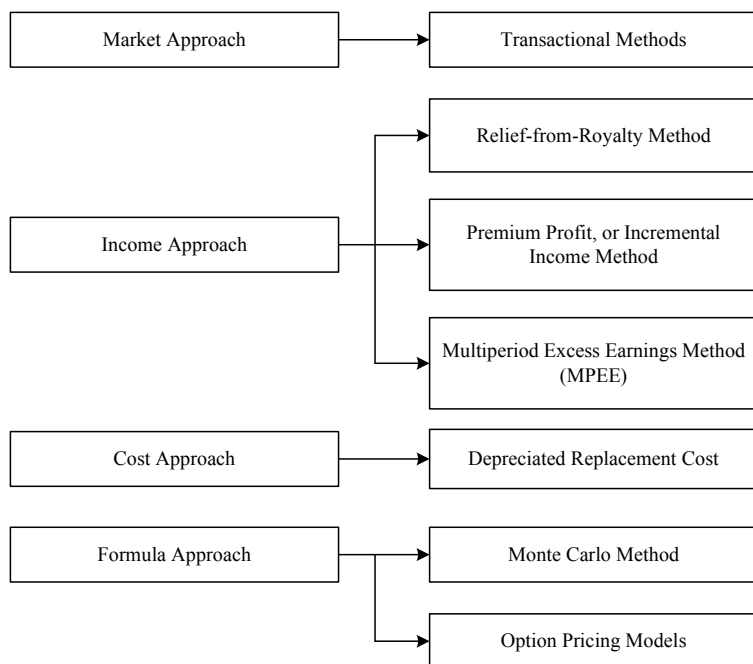 Market Approach
Transactional Methods
Relief-from-Royalty Method
Income Approach
Premium Profit, or Incremental
Income Method
Multiperiod Excess Earnings Method
(MPEE)
Cost Approach
Depreciated Replacement Cost
Formula Approach
Monte Carlo Method
Option Pricing Models